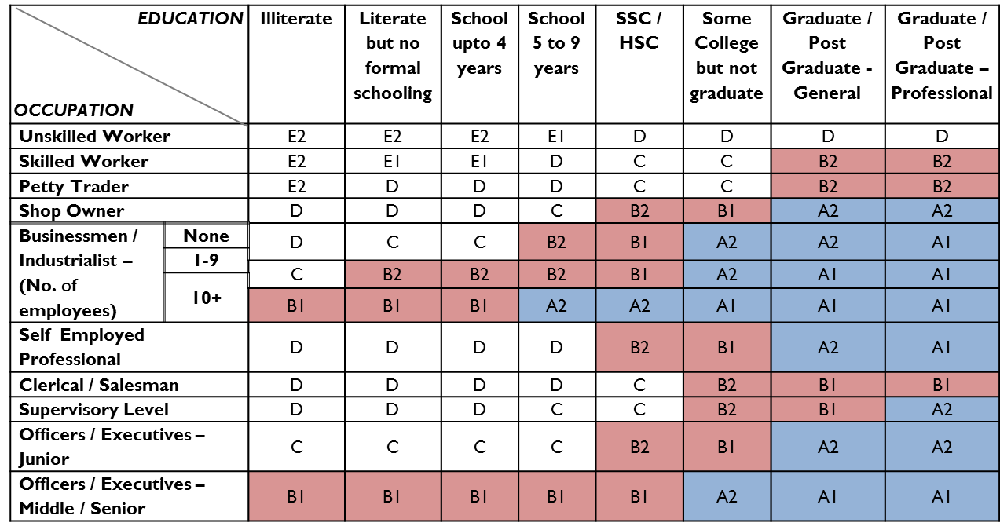 EDUCATION Illiterate Literate but no formal schooling School upto 4 years School 5 to 9 years SSC / HSC Some College but not graduate Graduate / Post Graduate - General Graduate / Post Graduate – Professional
OCCUPATION
Unskilled Worker E2 E2 E2 E1 D D D D
Skilled Worker E2 E1 E1 D C C B2 B2
Petty Trader E2 D D D C C B2 B2
Shop Owner D D D C B2 B1 A2 A2
Businessmen / Industrialist – (No. of employees)
None D C C B2 B1 A2 A2 A1
1-9 C B2 B2 B2 B1 A2 A1 A1
10+ B1 B1 B1 A2 A2 A1 A1 A1
Self Employed Professional D D D D B2 B1 A2 A1
Clerical / Salesman D D D D C B2 B1 B1
Supervisory Level D D D C C B2 B1 A2
Officers / Executives – Junior C C C C B2 B1 A2 A2
Officers / Executives – Middle / Senior B1 B1 B1 B1 B1 A2 A1 A1